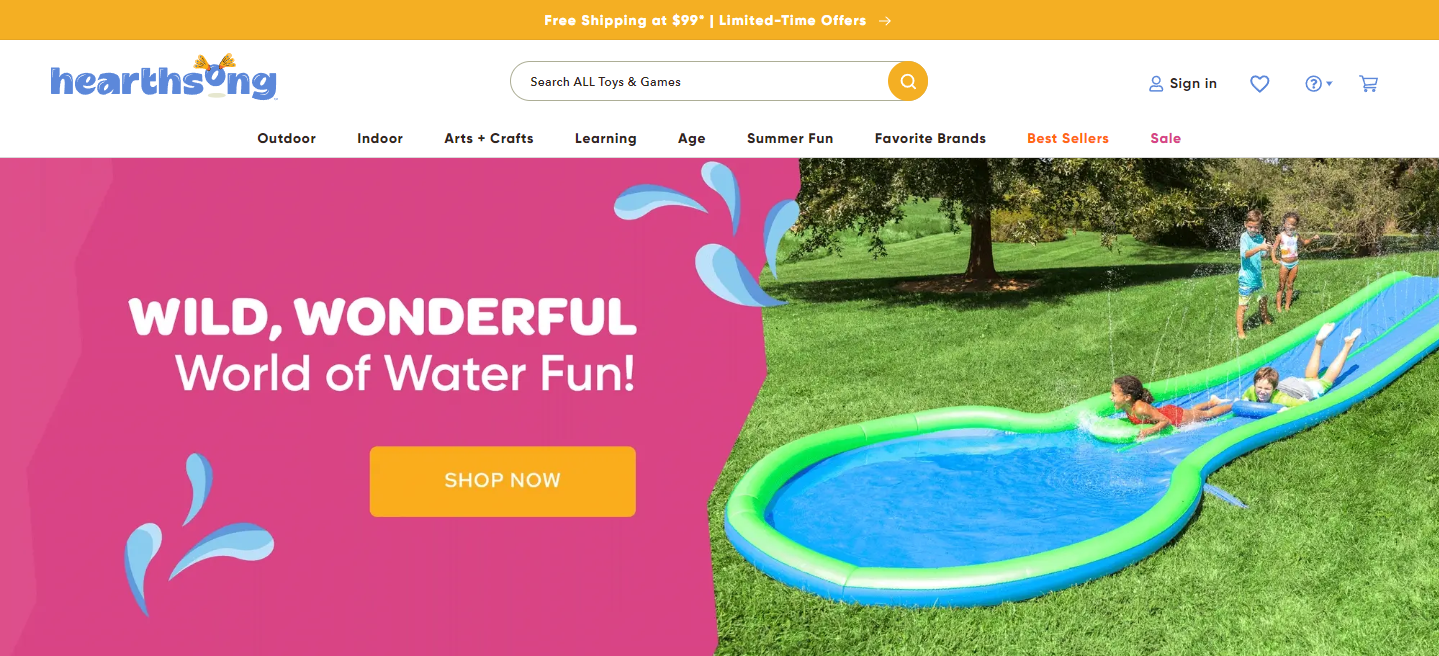 Free Shipping at $99* | Limited-Time Offers →
hearthsong
Search ALL Toys & Games
Sign in
Outdoor Indoor Arts + Crafts Learning Age Summer Fun Favorite Brands Best Sellers Sale
WILD, WONDERFUL
World of Water Fun!
SHOP NOW